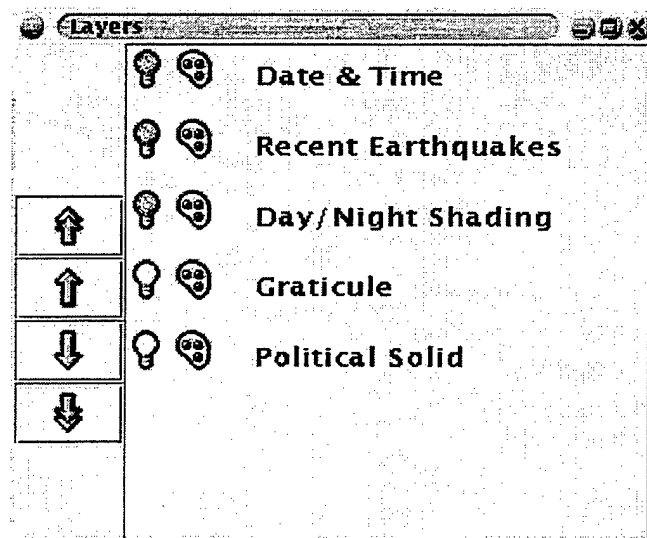 Layers
Date & Time
Recent Earthquakes
Day/Night Shading
Graticule
Political Solid